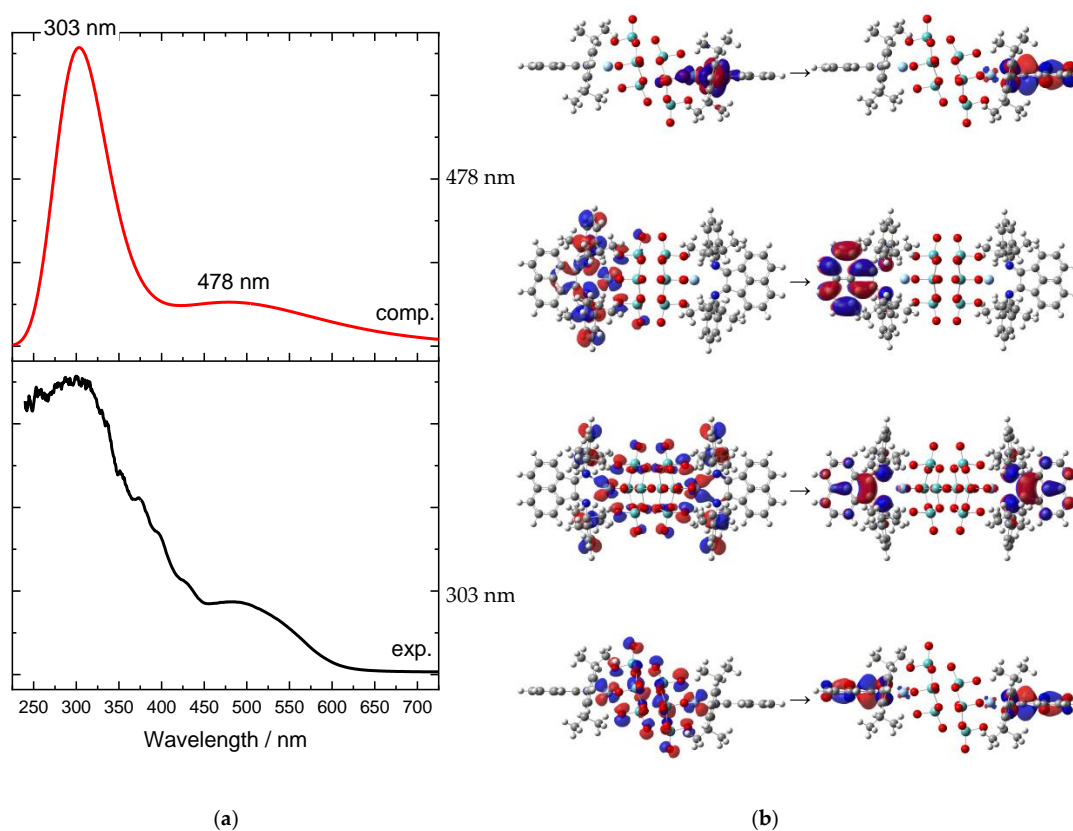 303 nm
478 nm
comp.
exp.
250 300 350 400 450 500 550 600 650 700
Wavelength / nm
(a)
478 nm
→
→
303 nm
→
→
(b)